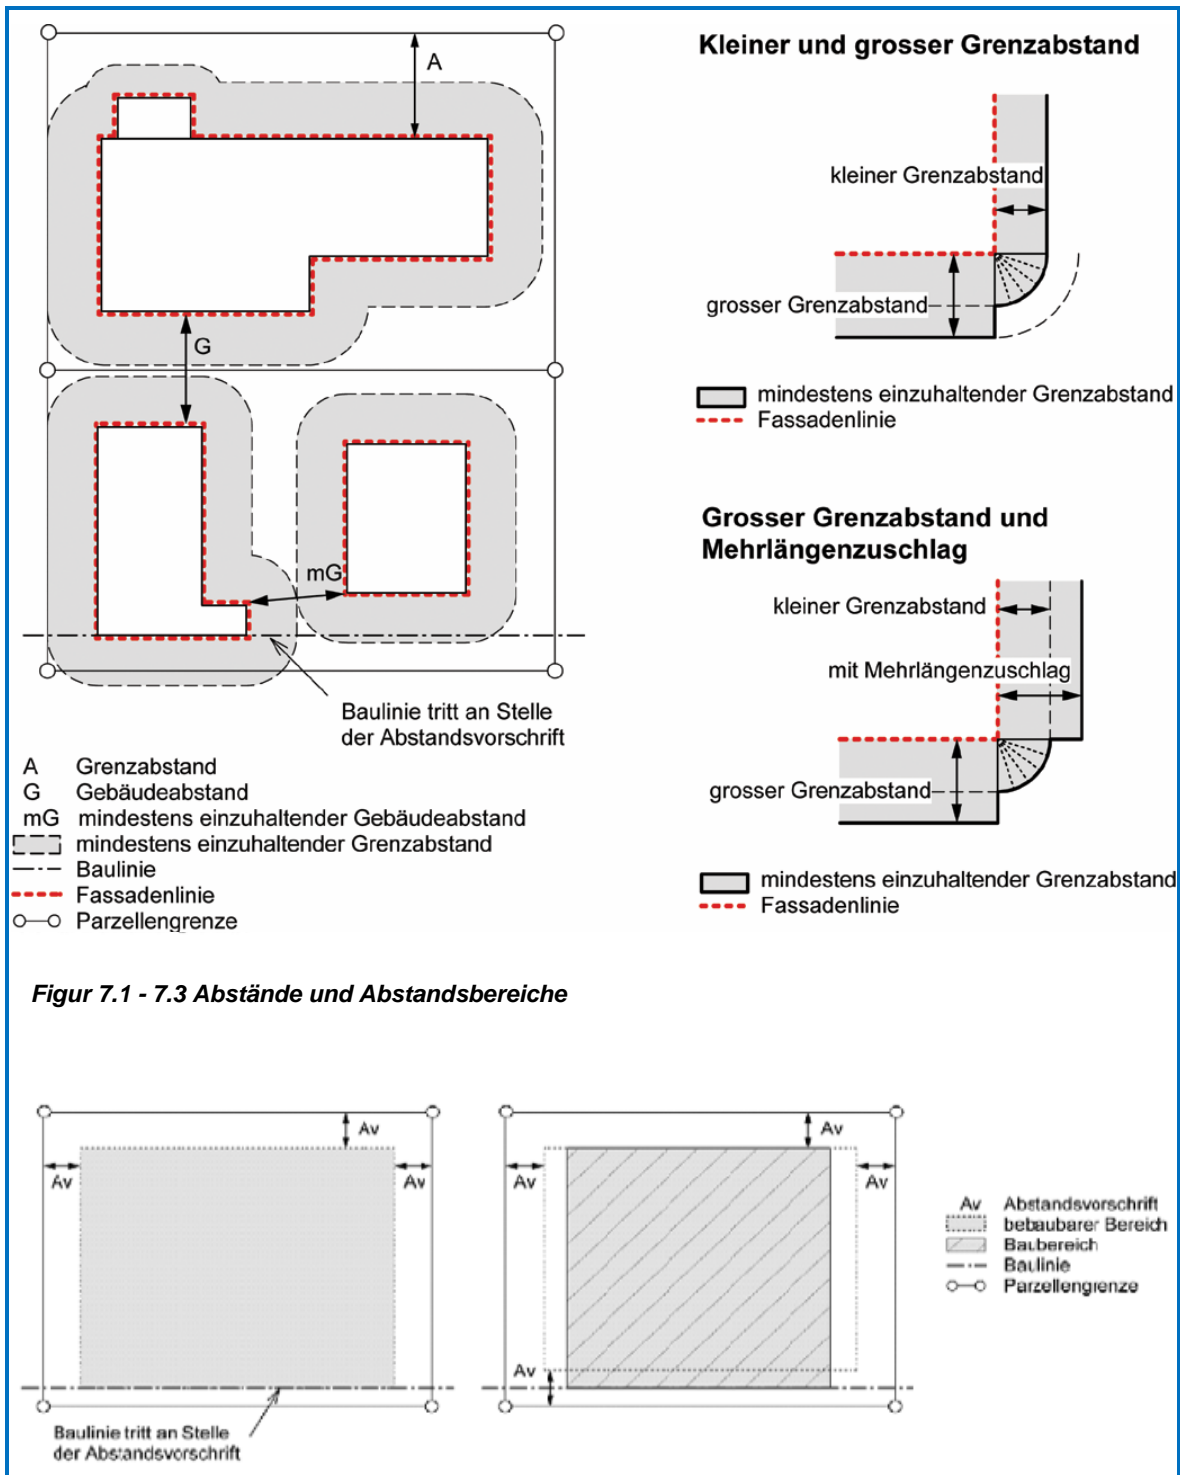 A
G
mG
Baulinie tritt an Stelle
der Abstandsvorschrift
A Grenzabstand
G Gebäudeabstand
mG mindestens einzuhaltender Gebäudeabstand
mindestens einzuhaltender Grenzabstand
Baulinie
Fassadenlinie
Parzellengrenze
Kleiner und grosser Grenzabstand
kleiner Grenzabstand
grosser Grenzabstand
mindestens einzuhaltender Grenzabstand
Fassadenlinie
Grosser Grenzabstand und
Mehrlängenzuschlag
kleiner Grenzabstand
mit Mehrlängenzuschlag
grosser Grenzabstand
mindestens einzuhaltender Grenzabstand
Fassadenlinie
Figur 7.1 - 7.3 Abstände und Abstandsbereiche
Av
Av
Av
Baulinie tritt an Stelle
der Abstandsvorschrift
Av
Av
Av
Av
Av Abstandsvorschrift
bebaubarer Bereich
Baubereich
Baulinie
Parzellengrenze